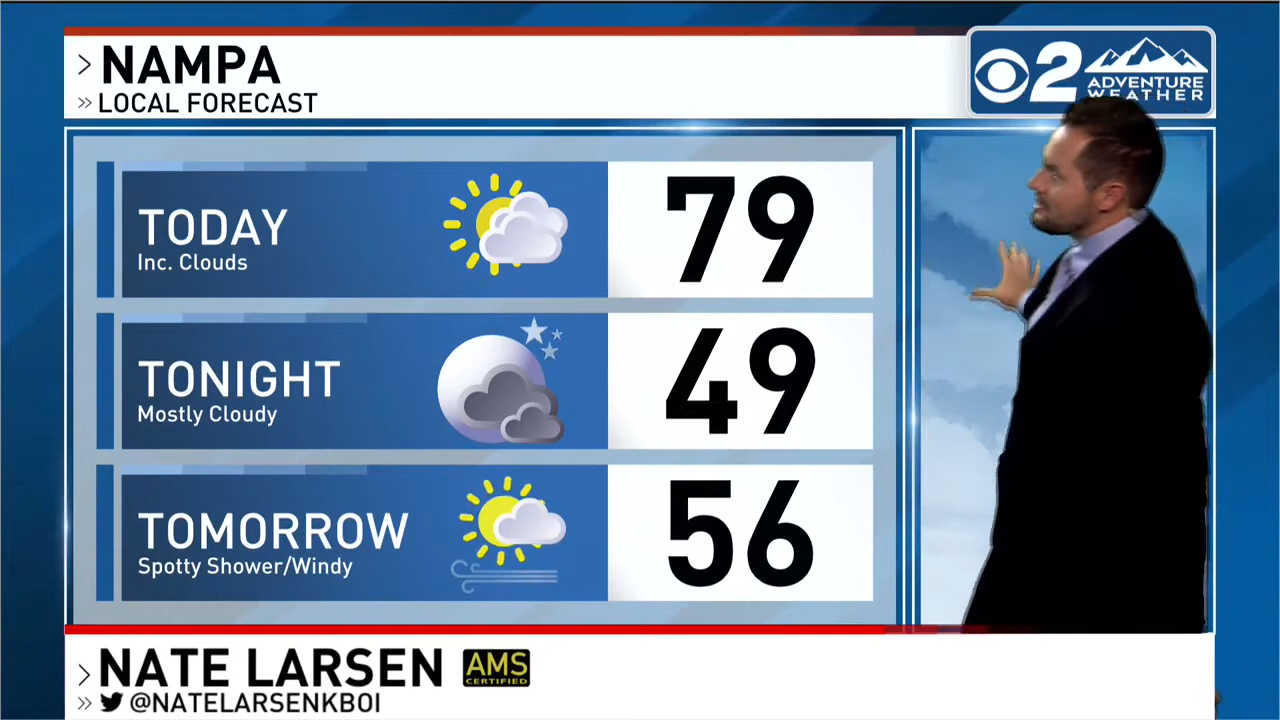 NAMPA
LOCAL FORECAST
2
ADVENTURE
WEATHER
TODAY
Inc. Clouds
79
TONIGHT
Mostly Cloudy
49
TOMORROW
Spotty Shower/Windy
56
NATE LARSEN
AMS
CERTIFIED
@NATELARSENKBOI